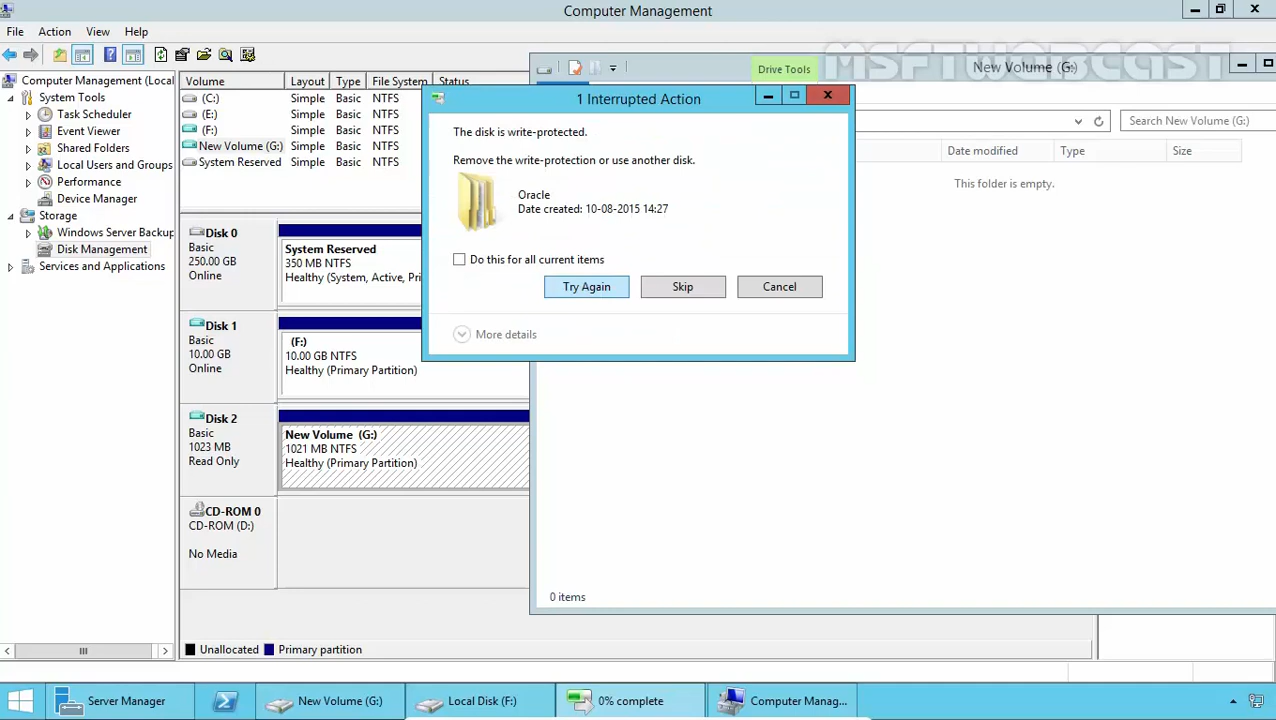 Computer Management
File Action View Help
MSFTWEBCAST
Computer Management (Local
System Tools
Task Scheduler
Event Viewer
Shared Folders
Local Users and Groups
Performance
Device Manager
Storage
Windows Server Backup
Disk Management
Services and Applications
Volume Layout Type File System Status
(C:) Simple Basic NTFS
(E:) Simple Basic NTFS
(F:) Simple Basic NTFS
New Volume (G:) Simple Basic NTFS
System Reserved Simple Basic NTFS
Disk 0
Basic
250.00 GB
Online
System Reserved
350 MB NTFS
Healthy (System, Active, Pri
Disk 1
Basic
10.00 GB
Online
(F:)
10.00 GB NTFS
Healthy (Primary Partition)
Disk 2
Basic
1023 MB
Read Only
New Volume (G:)
1021 MB NTFS
Healthy (Primary Partition)
CD-ROM 0
CD-ROM (D:)
No Media
Unallocated Primary partition
Drive Tools
New Volume (G:)
Search New Volume (G:)
Date modified Type Size
This folder is empty.
0 items
1 Interrupted Action
The disk is write-protected.
Remove the write-protection or use another disk.
Oracle
Date created: 10-08-2015 14:27
Do this for all current items
Try Again Skip Cancel
More details
Server Manager New Volume (G:) Local Disk (F:) 0% complete Computer Manag...